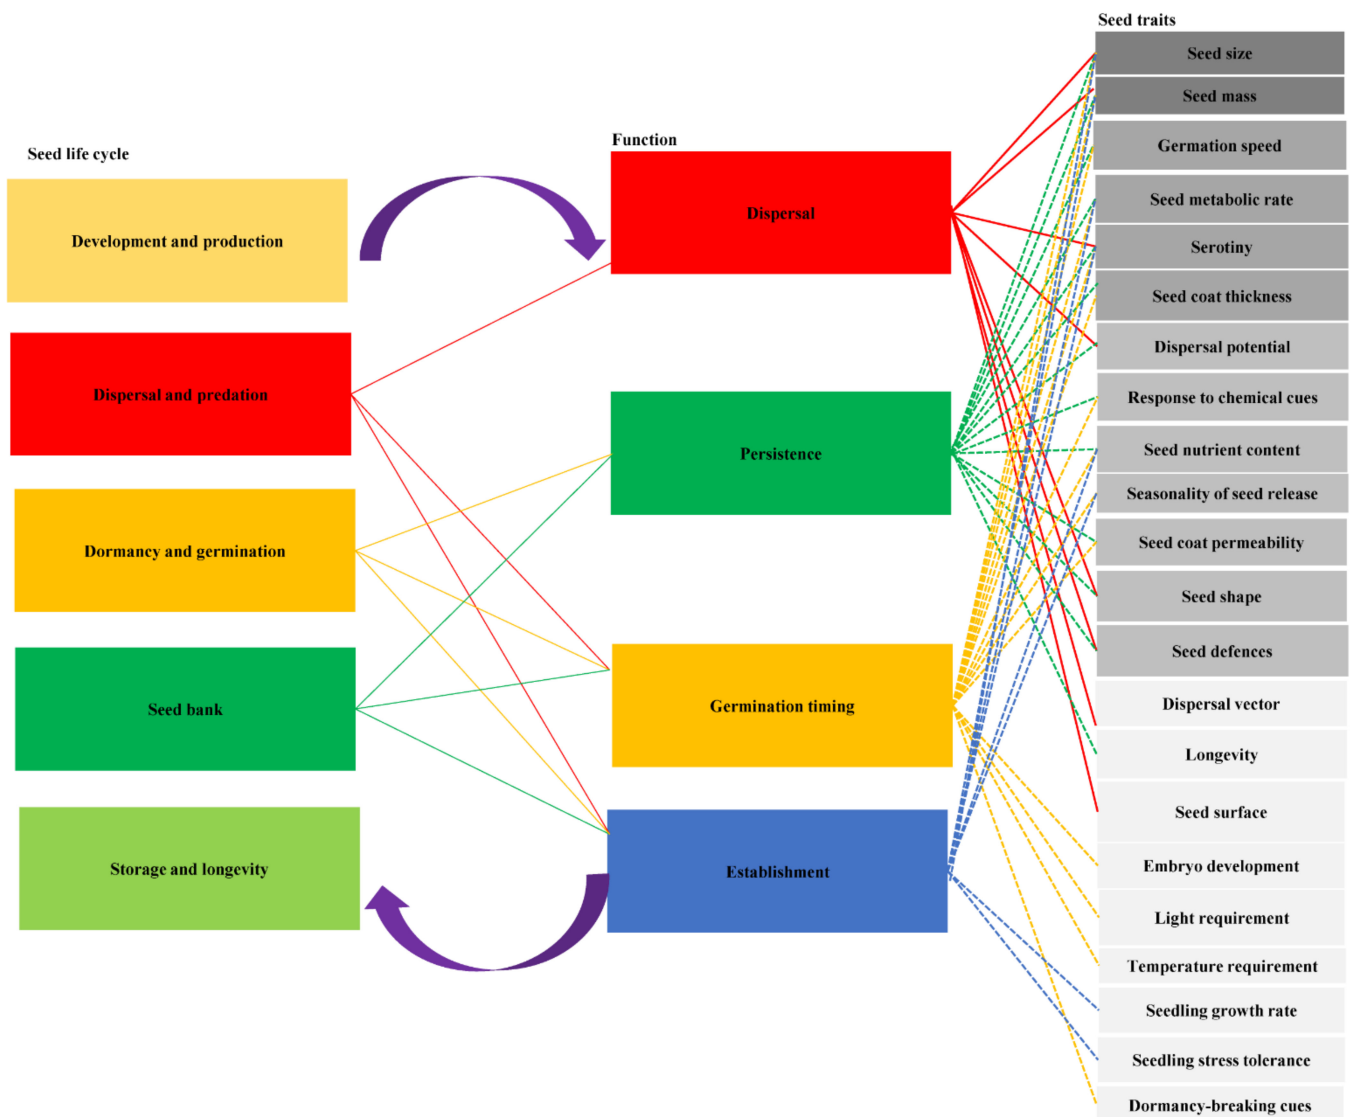 Seed life cycle
Development and production
Dispersal and predation
Dormancy and germination
Seed bank
Storage and longevity
Function
Dispersal
Persistence
Germination timing
Establishment
Seed traits
Seed size
Seed mass
Germation speed
Seed metabolic rate
Serotiny
Seed coat thickness
Dispersal potential
Response to chemical cues
Seed nutrient content
Seasonality of seed release
Seed coat permeability
Seed shape
Seed defences
Dispersal vector
Longevity
Seed surface
Embryo development
Light requirement
Temperature requirement
Seedling growth rate
Seedling stress tolerance
Dormancy-breaking cues